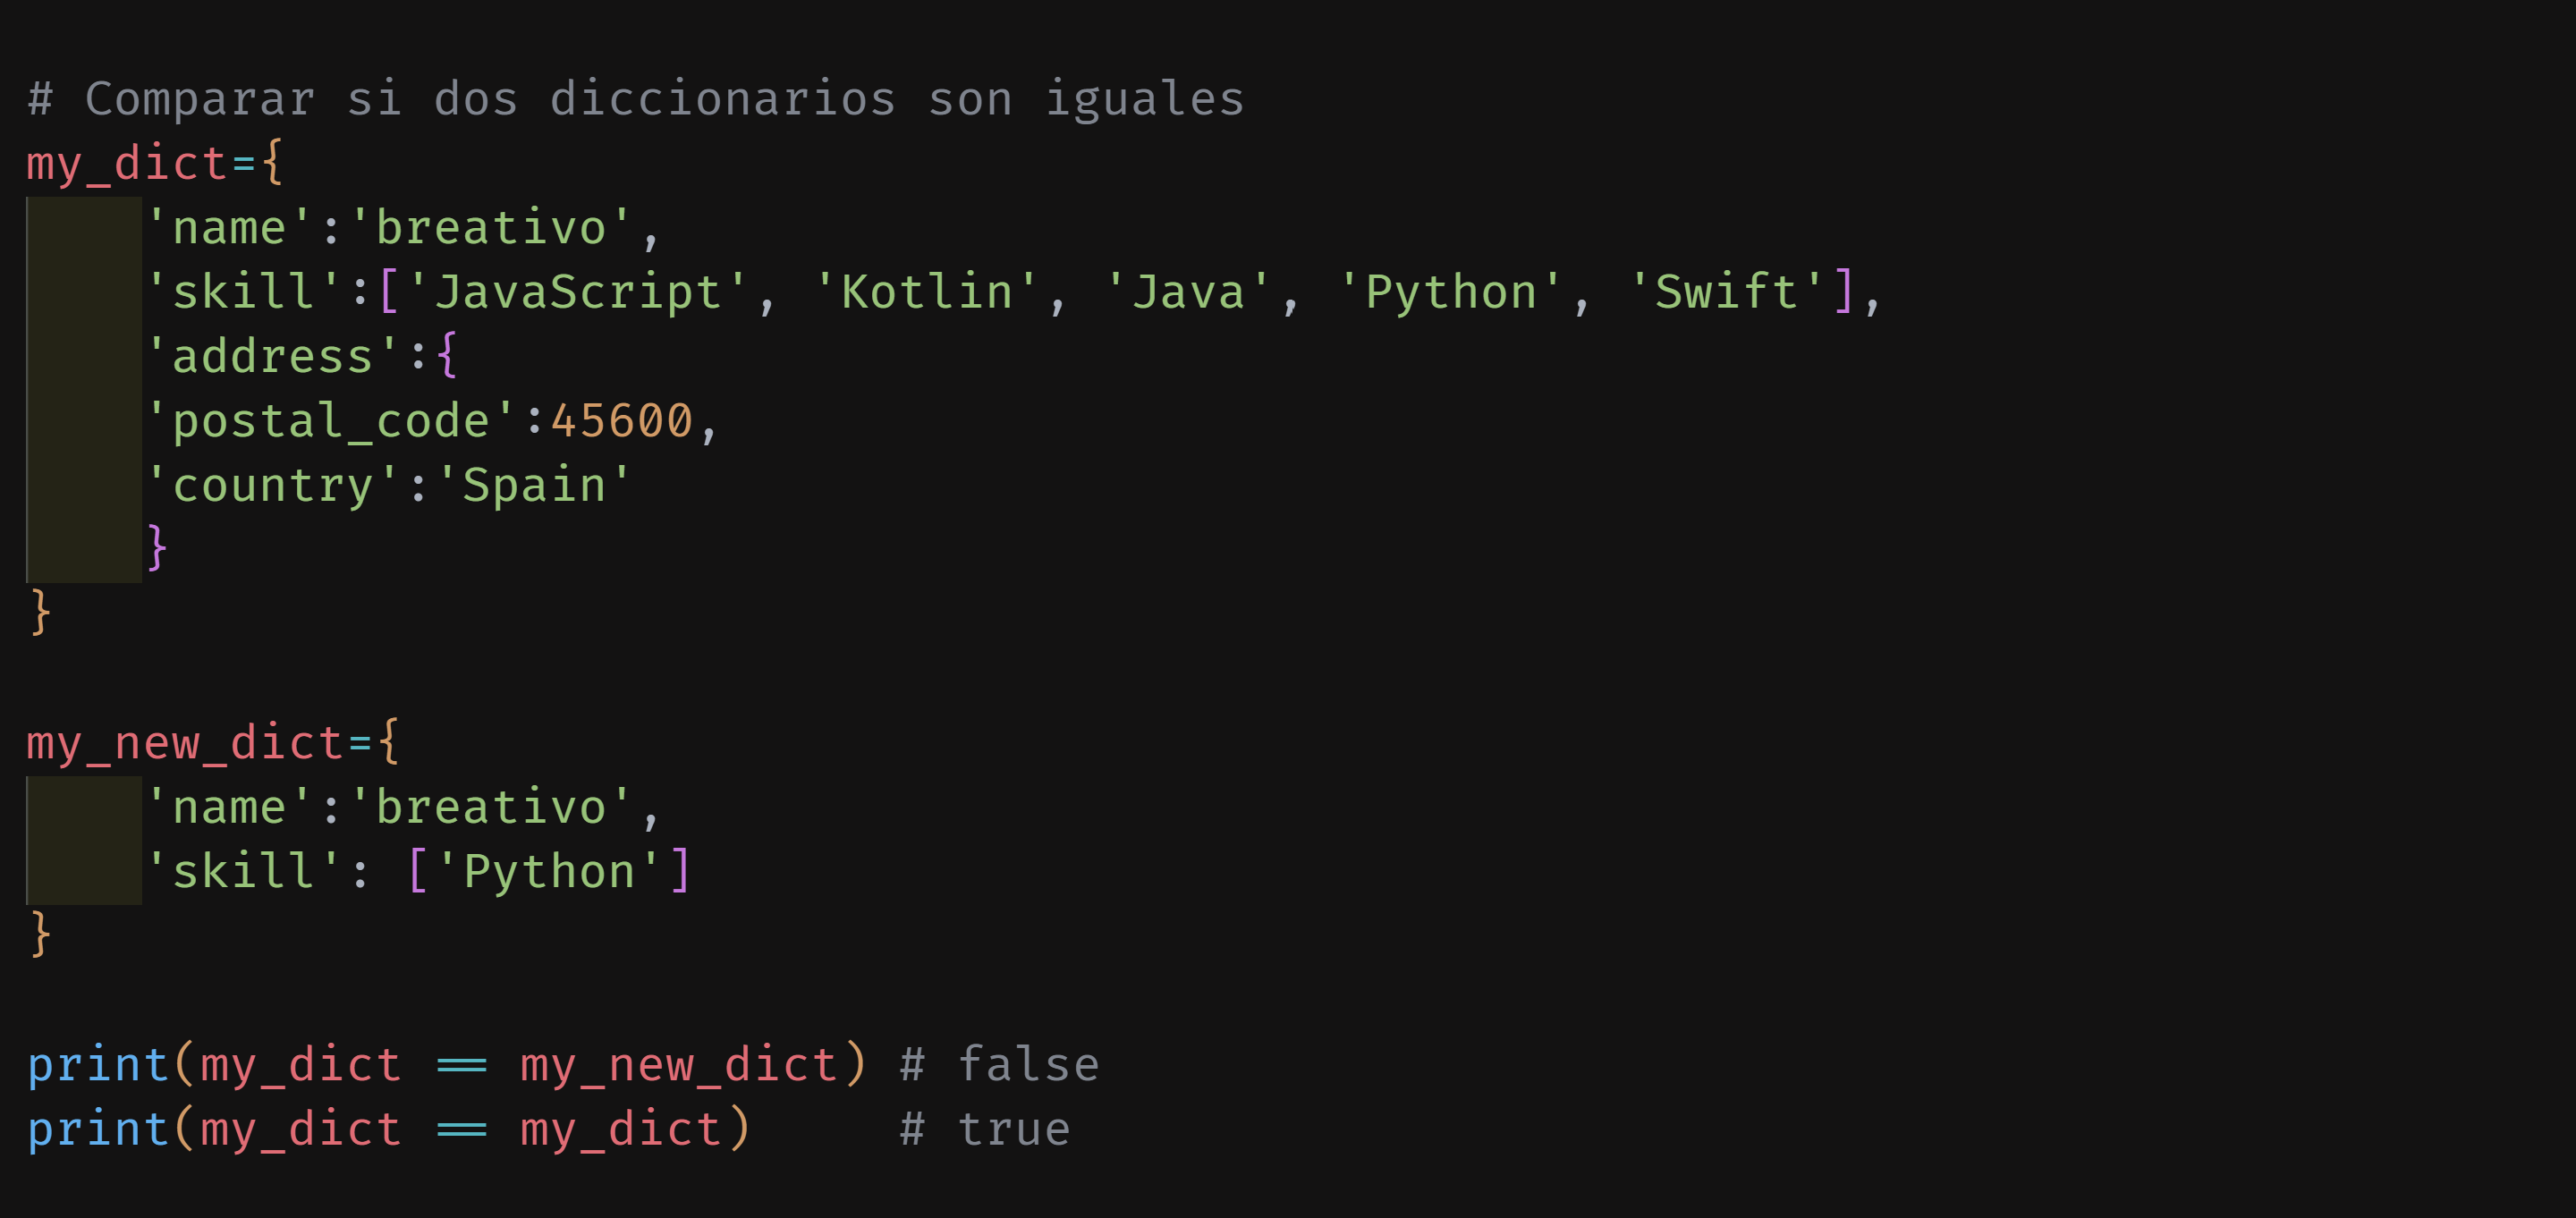 # Comparar si dos diccionarios son iguales
my_dict={
    'name':'breativo',
    'skill':['JavaScript', 'Kotlin', 'Java', 'Python', 'Swift'],
    'address':{
    'postal_code':45600,
    'country':'Spain'
    }
}
my_new_dict={
    'name':'breativo',
    'skill': ['Python']
}
print(my_dict == my_new_dict) # false
print(my_dict == my_dict)     # true